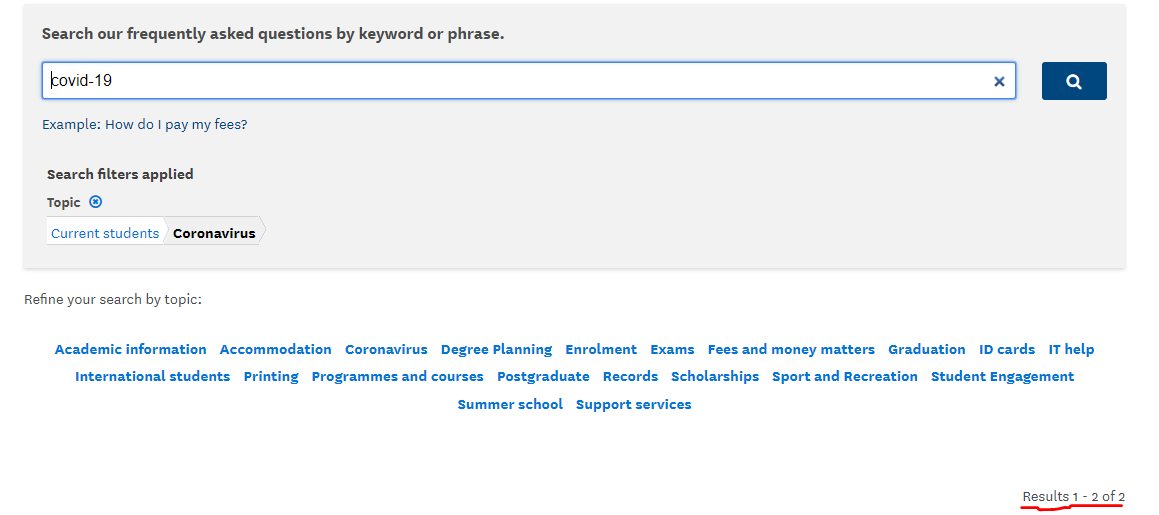 Search our frequently asked questions by keyword or phrase.
covid-19
Example: How do I pay my fees?
Search filters applied
Topic
Current students Coronavirus
Refine your search by topic:
Academic information Accommodation Coronavirus Degree Planning Enrolment Exams Fees and money matters Graduation ID cards IT help
International students Printing Programmes and courses Postgraduate Records Scholarships Sport and Recreation Student Engagement
Summer school Support services
Results 1 - 2 of 2